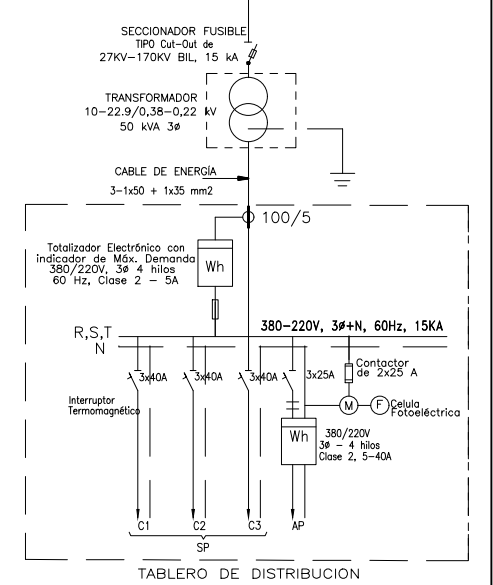 SECCIONADOR FUSIBLE
TIPO Cut-Out de
27KV-170KV BIL, 15 kA
TRANSFORMADOR
10-22.9/0,38-0,22 kV
50 kVA 3ø
CABLE DE ENERGÍA
3-1x50 + 1x35 mm2
100/5
Totalizador Electrónico con
indicador de Máx. Demanda
380/220V, 3ø 4 hilos
60 Hz, Clase 2 - 5A
Wh
R,S,T
N
380-220V, 3ø+N, 60Hz, 15KA
3x40A
3x40A
3x40A
3x25A
Contactor
de 2x25 A
Interruptor
Termomagnético
M
F
Celula
Fotoeléctrica
Wh
380/220V
3ø - 4 hilos
Clase 2, 5-40A
C1
C2
C3
AP
SP
TABLERO DE DISTRIBUCION